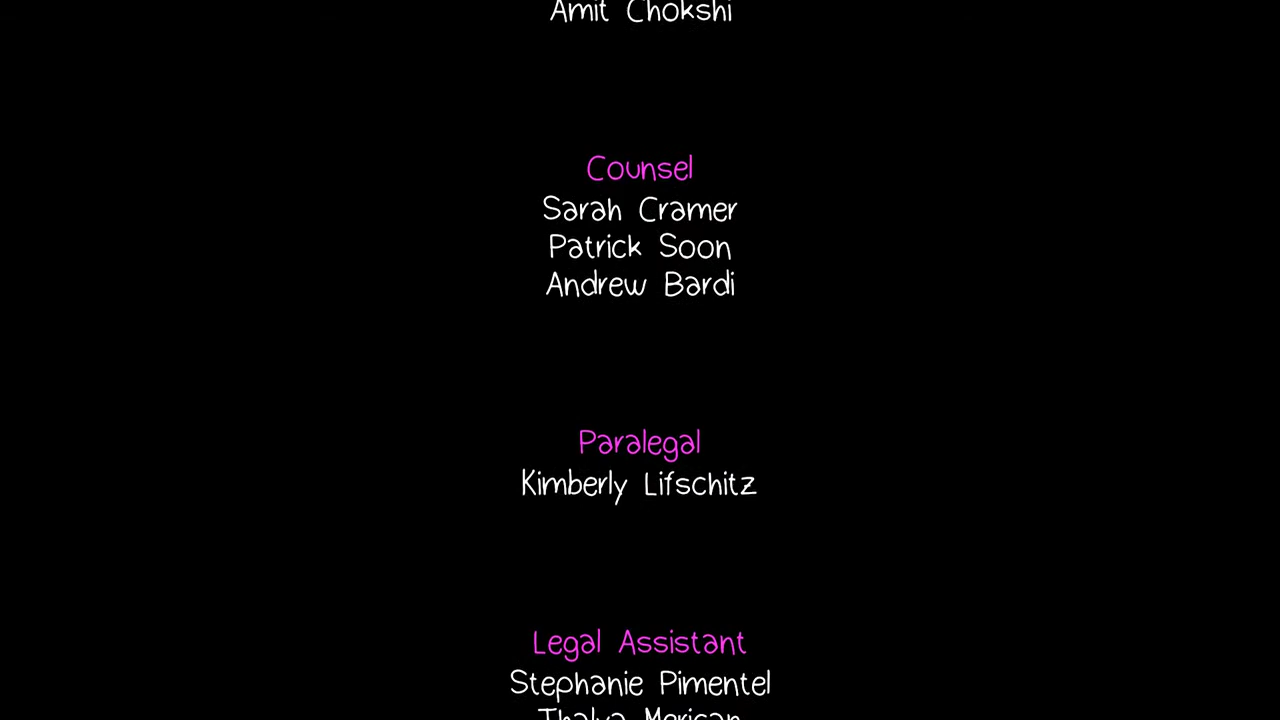 Amit Chokshi
Counsel
Sarah Cramer
Patrick Soon
Andrew Bardi
Paralegal
Kimberly Lifschitz
Legal Assistant
Stephanie Pimentel